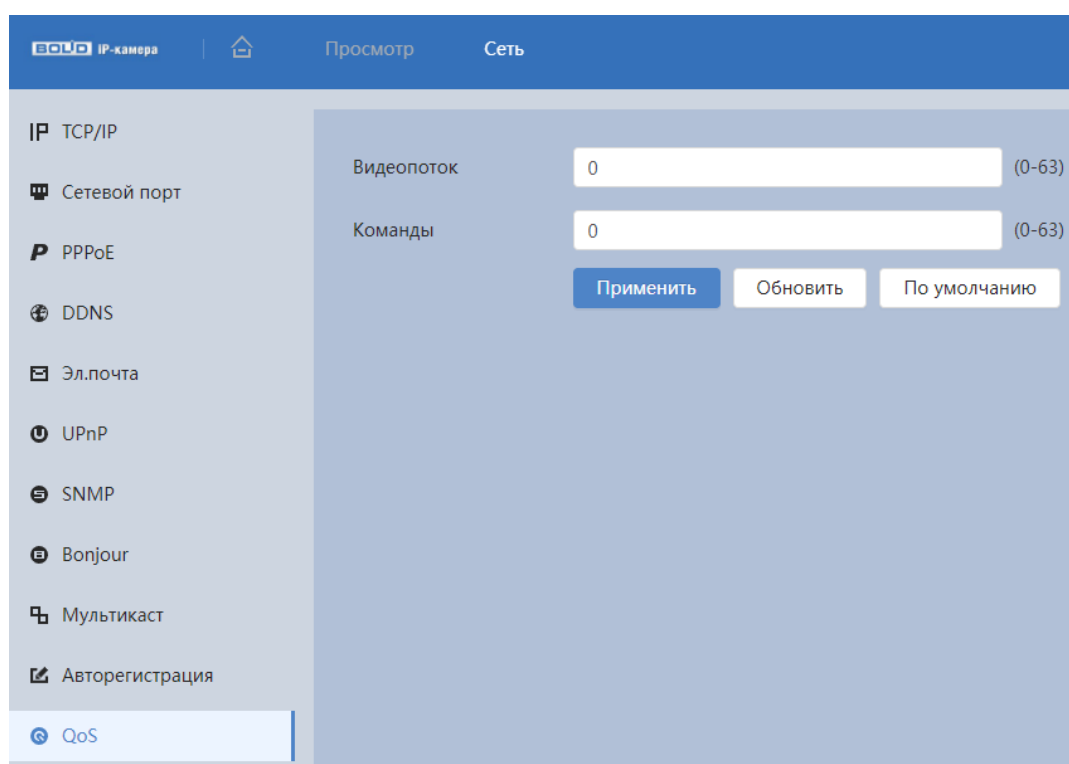 BOLID IP-камера Просмотр Сеть
TCP/IP
Сетевой порт
PPPoE
DDNS
Эл.почта
UPnP
SNMP
Bonjour
Мультикаст
Авторегистрация
QoS
Видеопоток 0 (0-63)
Команды 0 (0-63)
Применить Обновить По умолчанию